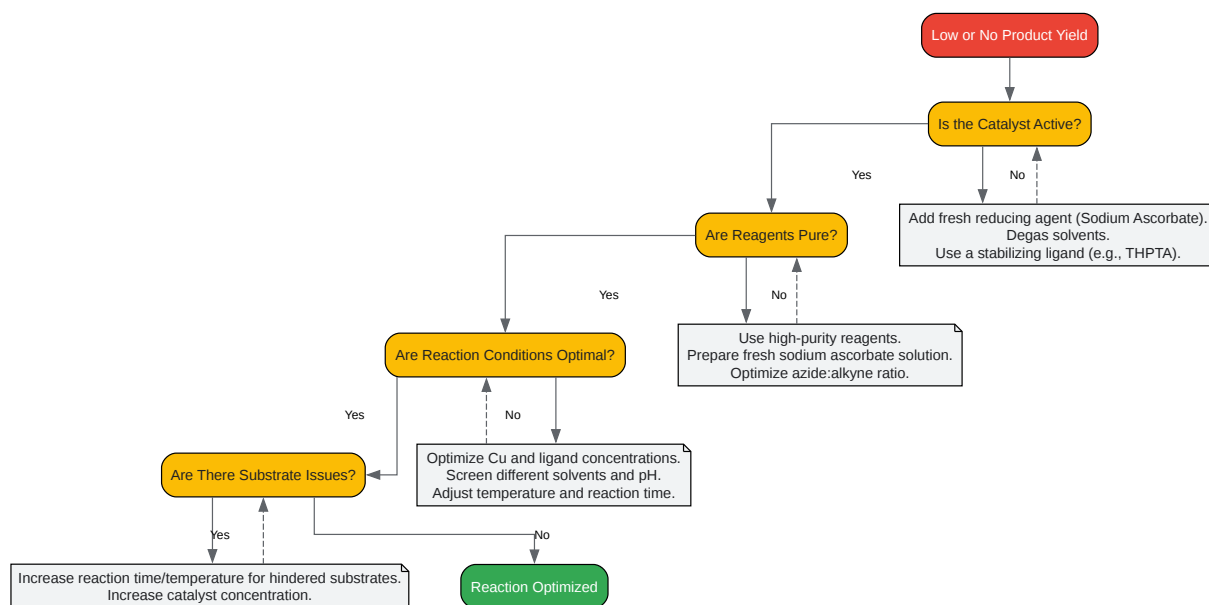 Low or No Product Yield
Is the Catalyst Active?
Yes
No
Add fresh reducing agent (Sodium Ascorbate).
Degas solvents.
Use a stabilizing ligand (e.g., THPTA).
Are Reagents Pure?
Yes
No
Use high-purity reagents.
Prepare fresh sodium ascorbate solution.
Optimize azide:alkyne ratio.
Are Reaction Conditions Optimal?
Yes
No
Optimize Cu and ligand concentrations.
Screen different solvents and pH.
Adjust temperature and reaction time.
Are There Substrate Issues?
Yes
No
Increase reaction time/temperature for hindered substrates.
Increase catalyst concentration.
Reaction Optimized